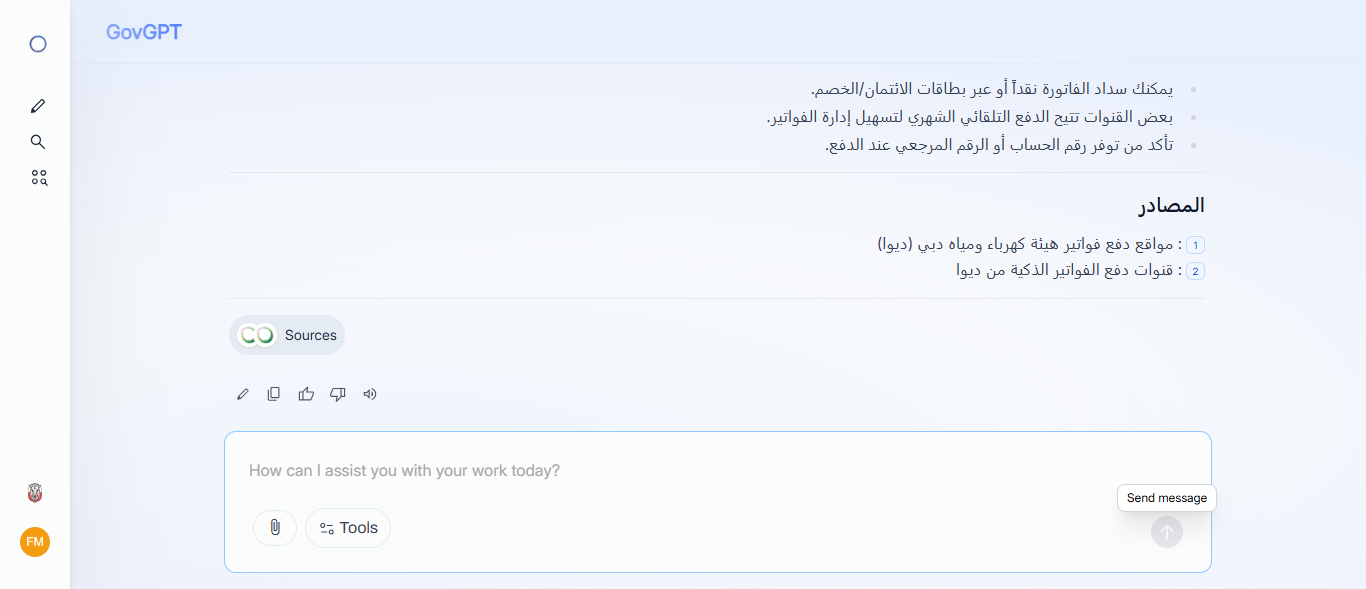 GovGPT
يمكنك سداد الفاتورة نقداً أو عبر بطاقات الائتمان/الخصم.
بعض القنوات تتيح الدفع التلقائي الشهري لتسهيل إدارة الفواتير.
تأكد من توفر رقم الحساب أو الرقم المرجعي عند الدفع.
المصادر
1 : مواقع دفع فواتير هيئة كهرباء ومياه دبي (ديوا)
2 : قنوات دفع الفواتير الذكية من ديوا
Sources
How can I assist you with your work today?
Send message
Tools
FM